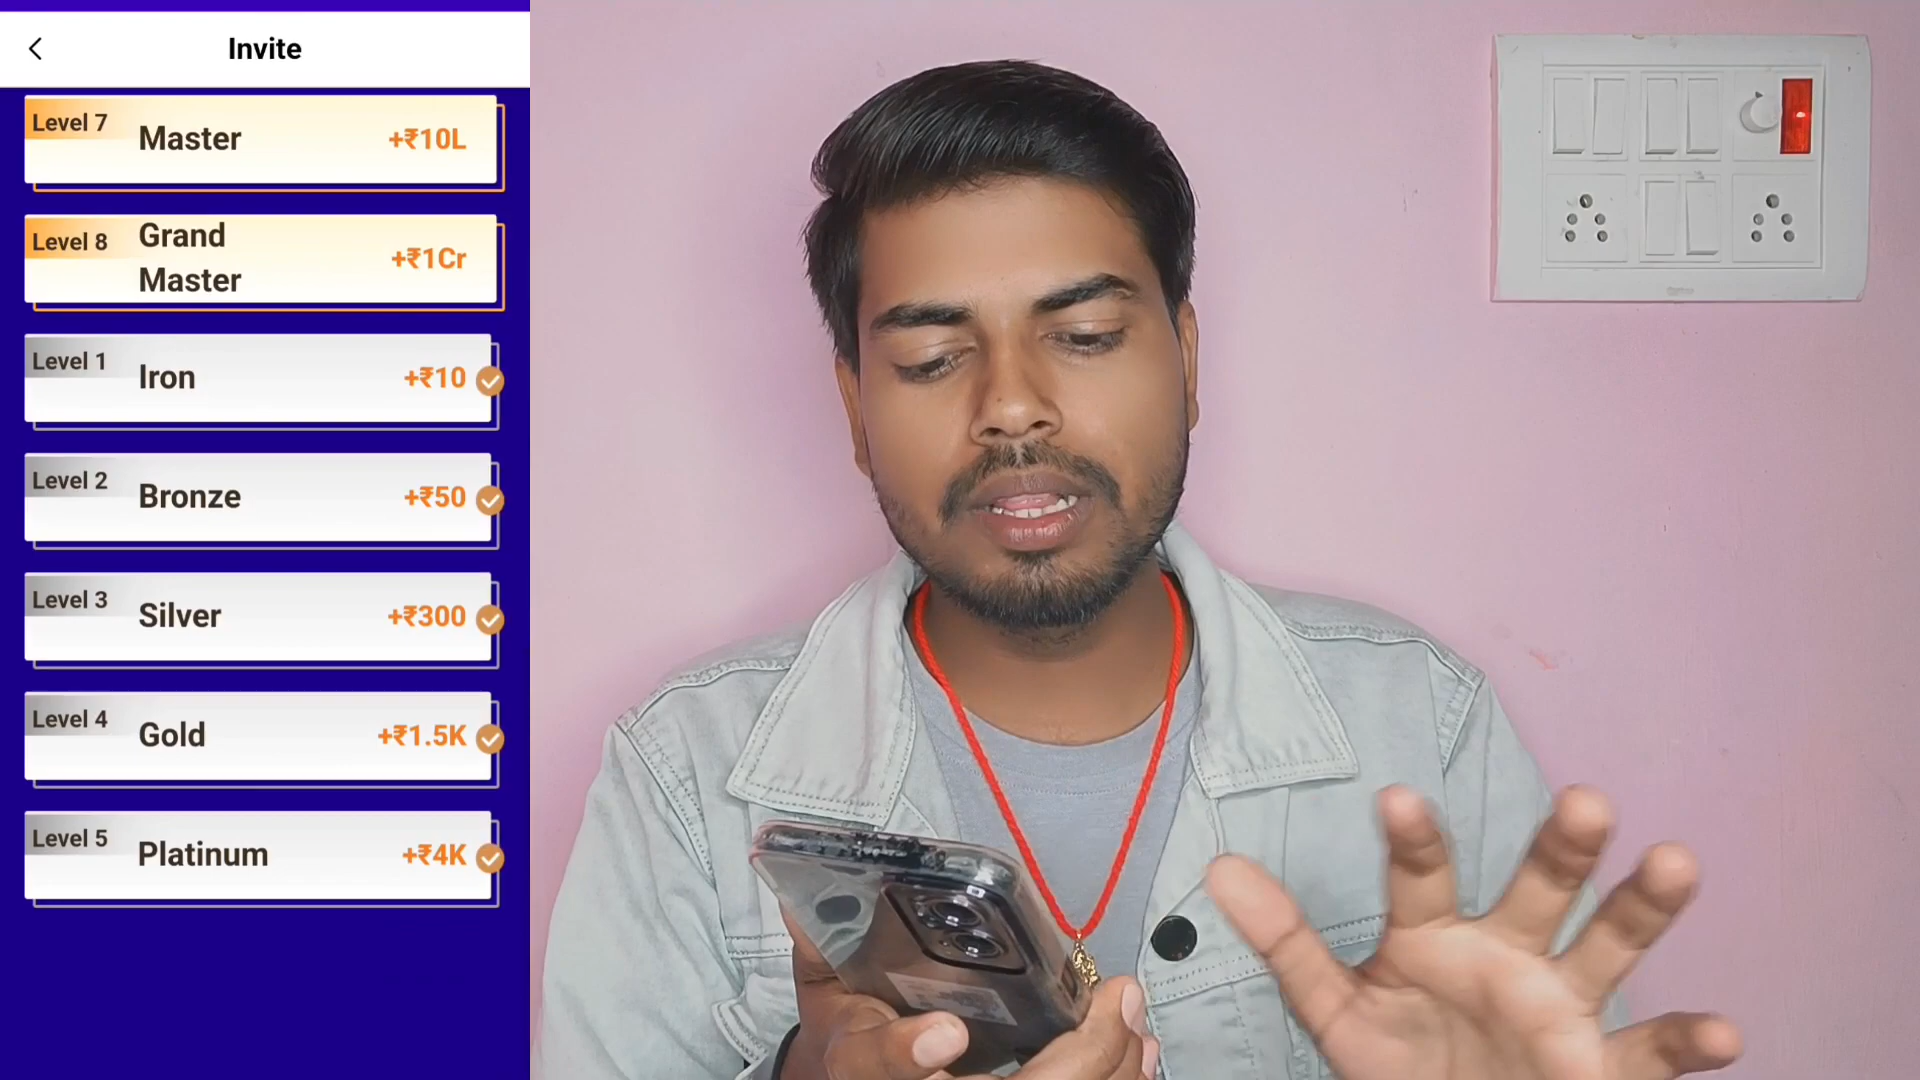 Invite
Level 7
Master
+₹10L
Level 8
Grand
Master
+₹1Cr
Level 1
Iron
+₹10
Level 2
Bronze
+₹50
Level 3
Silver
+₹300
Level 4
Gold
+₹1.5K
Level 5
Platinum
+₹4K